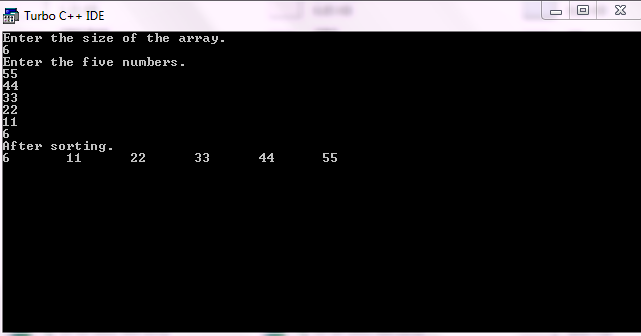 Turbo C++ IDE
Enter the size of the array.
6
Enter the five numbers.
55
44
33
22
11
6
After sorting.
6 11 22 33 44 55